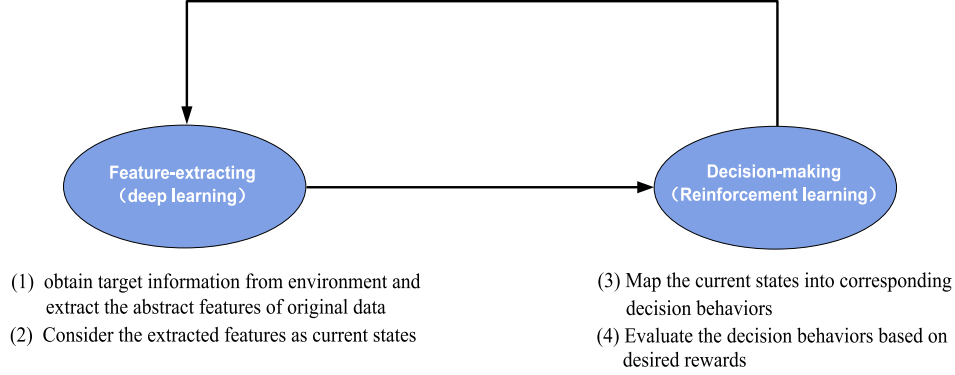 Feature-extracting
（deep learning）
Decision-making
（Reinforcement learning）
(1) obtain target information from environment and
extract the abstract features of original data
(2) Consider the extracted features as current states
(3) Map the current states into corresponding
decision behaviors
(4) Evaluate the decision behaviors based on
desired rewards